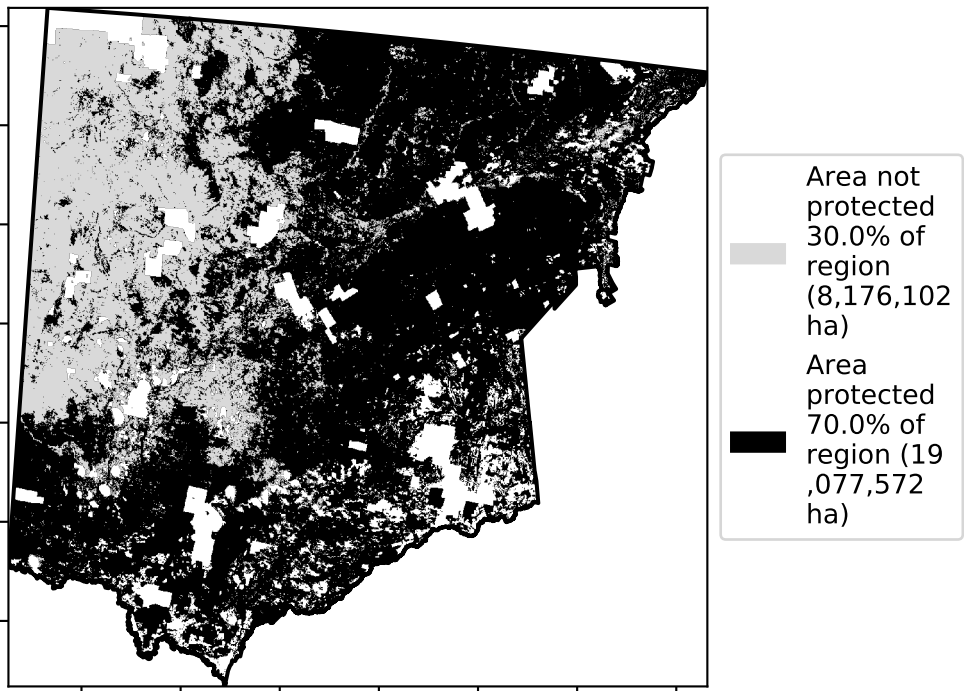 Area not
protected
30.0% of
region
(8,176,102
ha)
Area
protected
70.0% of
region (19
,077,572
ha)